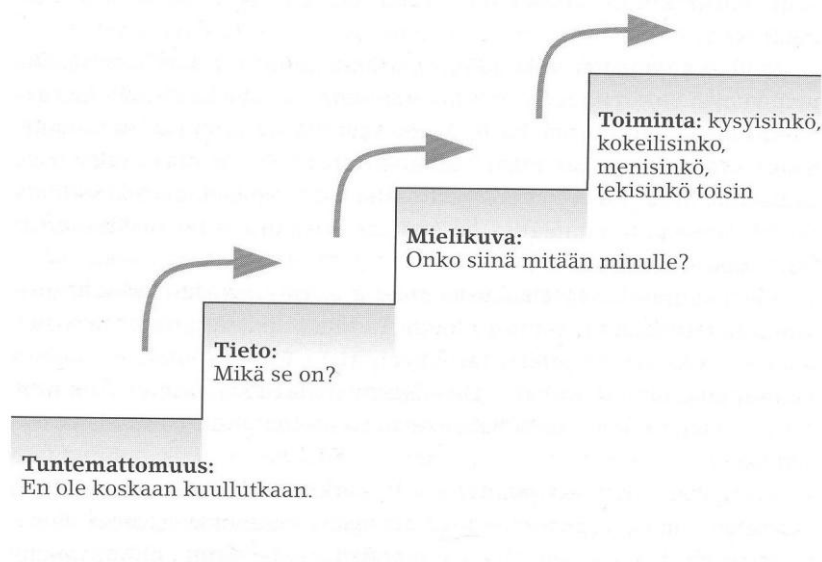 Toiminta: kysyisinkö,
kokeilisinko,
menisinkö,
tekisinkö toisin
Mielikuva:
Onko siinä mitään minulle?
Tieto:
Mikä se on?
Tuntemattomuus:
En ole koskaan kuullutkaan.